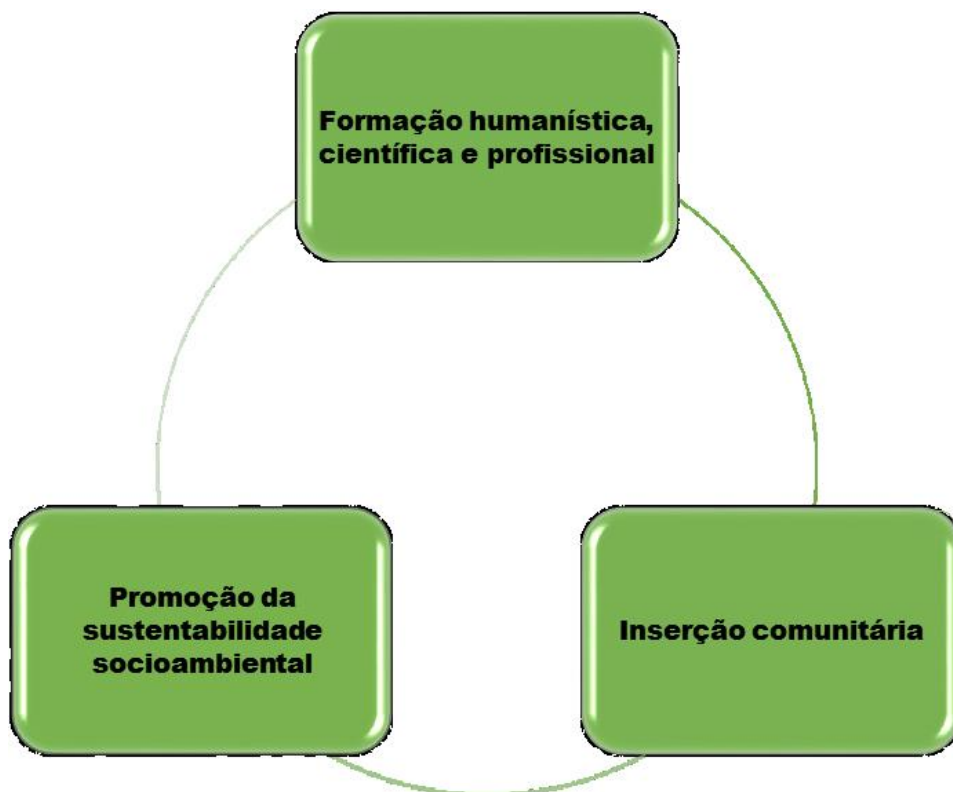 Formação humanística,
científica e profissional
Promoção da
sustentabilidade
socioambiental
Inserção comunitária